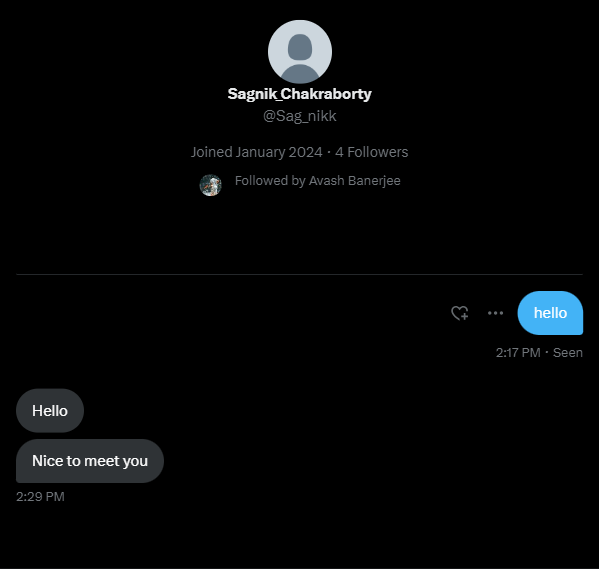 Sagnik_Chakraborty
@Sag_nikk
Joined January 2024 · 4 Followers
Followed by Avash Banerjee
hello
2:17 PM · Seen
Hello
Nice to meet you
2:29 PM